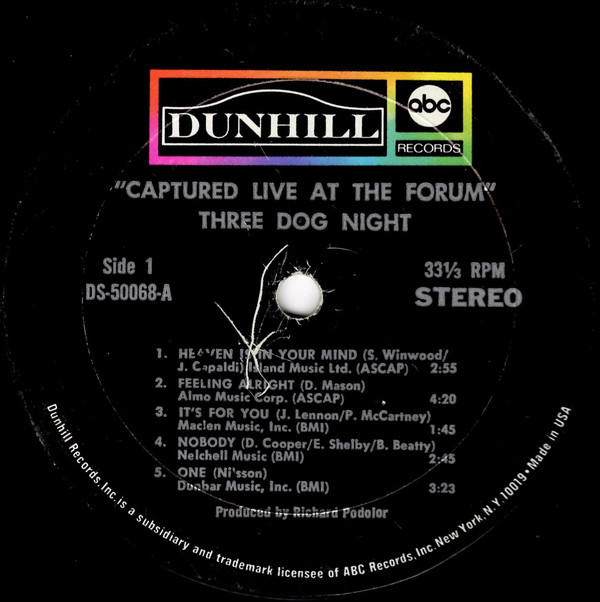 DUNHILL
abc
RECORDS
"CAPTURED LIVE AT THE FORUM"
THREE DOG NIGHT
Side 1
33⅓ RPM
DS-50068-A
STEREO
1. HEAVEN IS IN YOUR MIND (S. Winwood/
J. Capaldi) Island Music Ltd. (ASCAP) 2:55
2. FEELING ALRIGHT (D. Mason)
Almo Music Corp. (ASCAP) 4:20
3. IT'S FOR YOU (J. Lennon/P. McCartney)
Maclen Music, Inc. (BMI) 1:45
4. NOBODY (D. Cooper/E. Shelby/B. Beatty)
Nelchell Music (BMI) 2:45
5. ONE (Ni'sson)
Dunbar Music, Inc. (BMI) 3:23
Produced by Richard Podolor
Dunhill Records, Inc. is a subsidiary and trademark licensee of ABC Records, Inc. New York, N.Y. 10019 • Made in USA